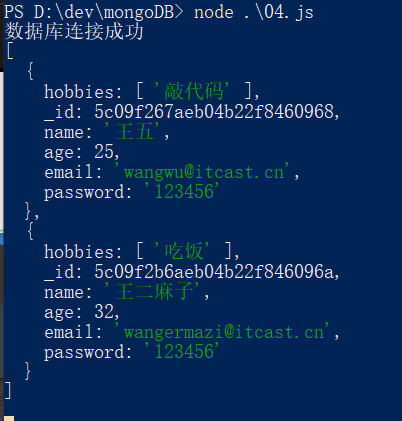 PS D:\dev\mongoDB> node .\04.js
数据库连接成功
[
  {
    hobbies: [ '敲代码' ],
    _id: 5c09f267aeb04b22f8460968,
    name: '王五',
    age: 25,
    email: 'wangwu@itcast.cn',
    password: '123456'
  },
  {
    hobbies: [ '吃饭' ],
    _id: 5c09f2b6aeb04b22f846096a,
    name: '王二麻子',
    age: 32,
    email: 'wangermazi@itcast.cn',
    password: '123456'
  }
]